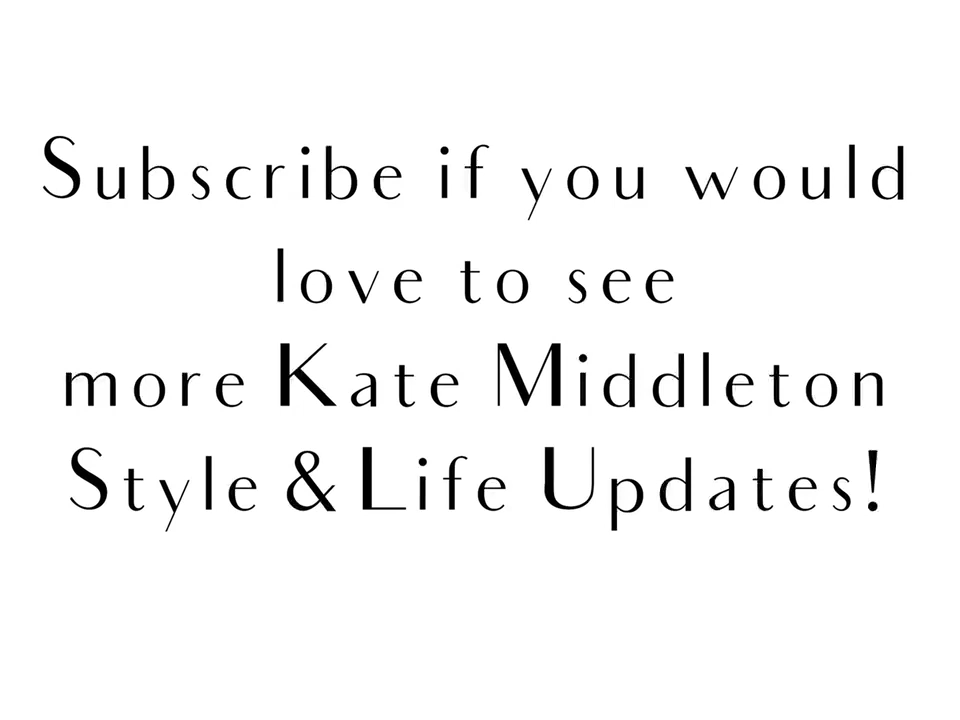 Subscribe if you would
love to see
more Kate Middleton
Style & Life Updates!